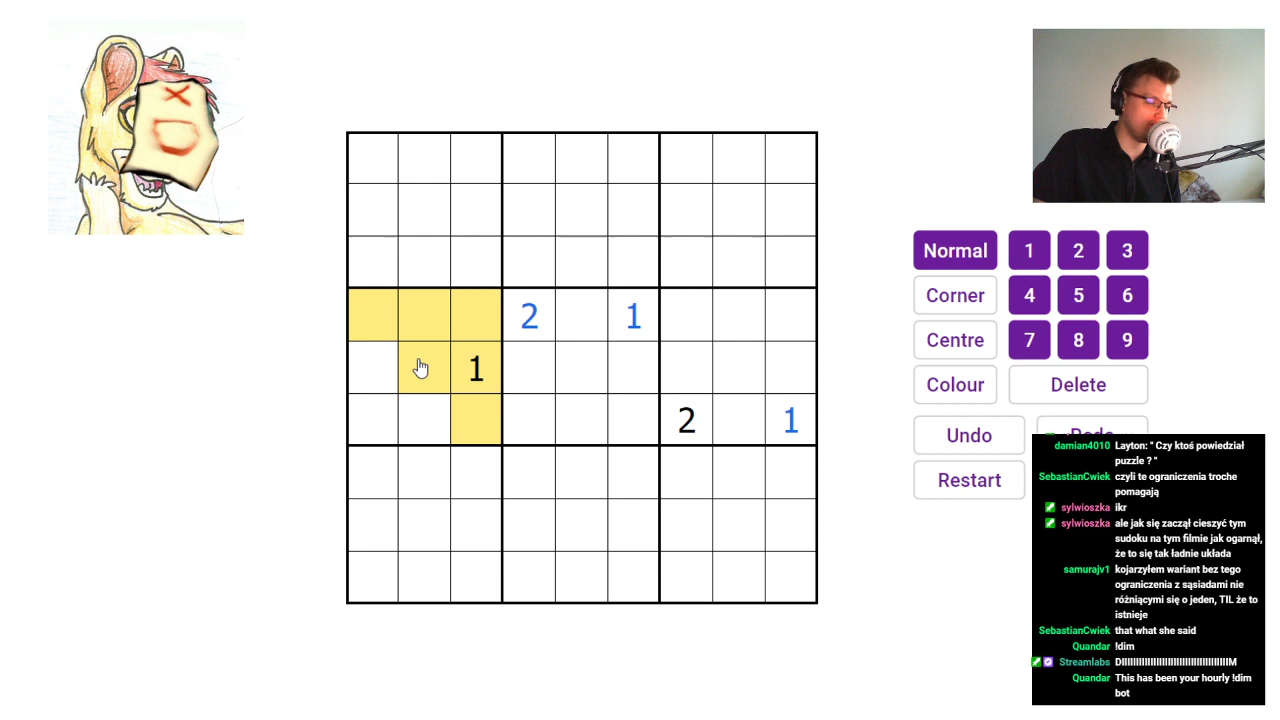 Normal 1 2 3
Corner 4 5 6
Centre 7 8 9
Colour Delete
Undo
Restart
2 1
1
2 1
damian4010 Layton: " Czy ktoś powiedział
puzzle ? "
SebastianCwiek czyli te ograniczenia troche
pomagają
sylwioszka ikr
sylwioszka ale jak się zaczął cieszyć tym
sudoku na tym filmie jak ogarnął,
że to się tak ładnie układa
samurajv1 kojarzyłem wariant bez tego
ograniczenia z sąsiadami nie
różniącymi się o jeden, TIL że to
istnieje
SebastianCwiek that what she said
Quandar !dim
Quandar This has been your hourly !dim
bot